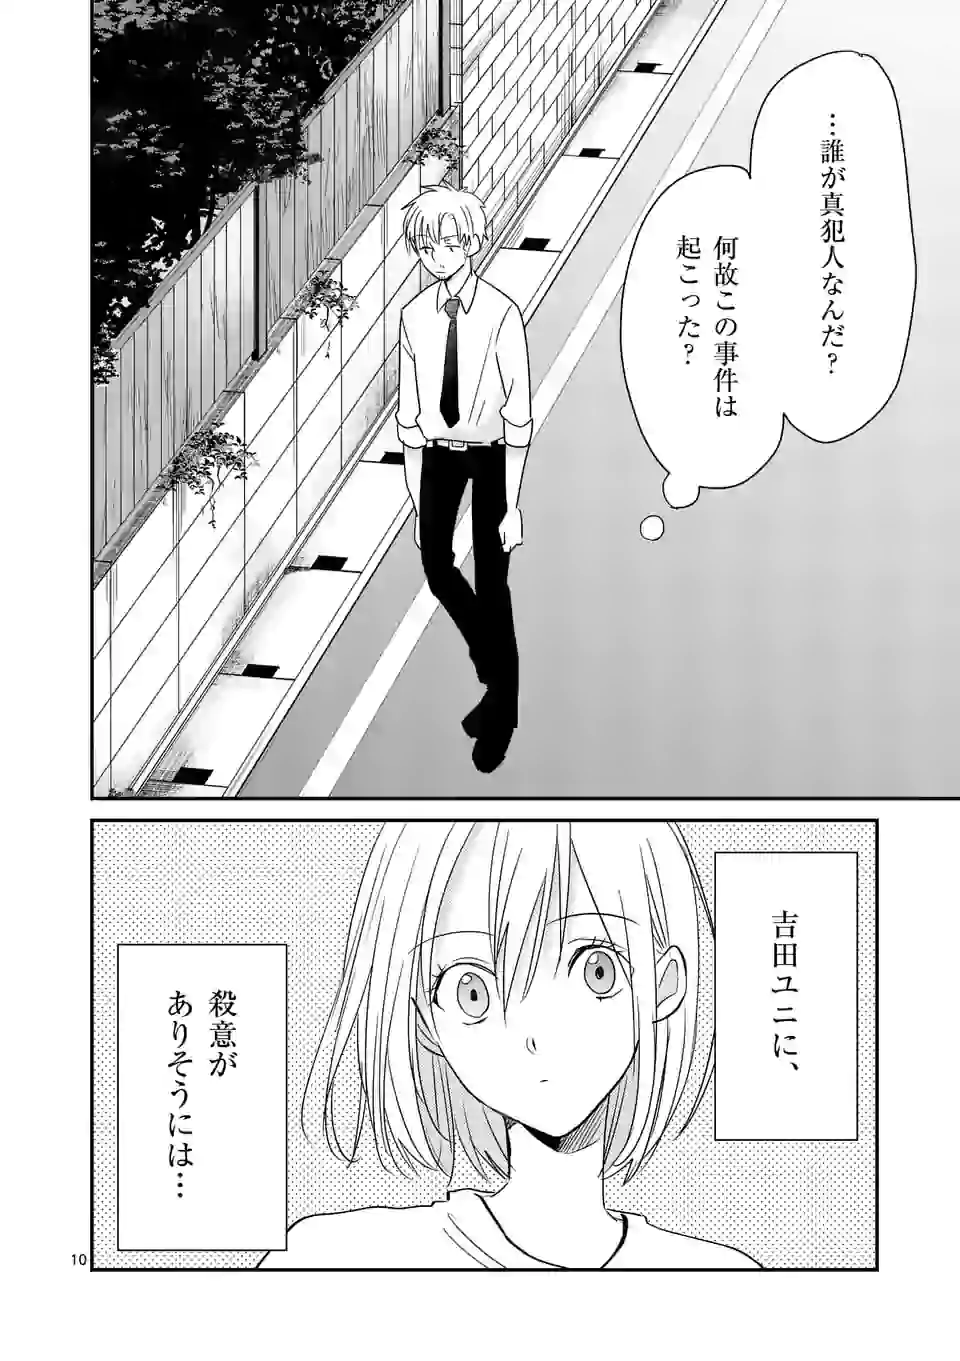 …誰が真犯人なんだ?
何故この事件は
起こった?
吉田ユニに、
殺意が
ありそうには…
10